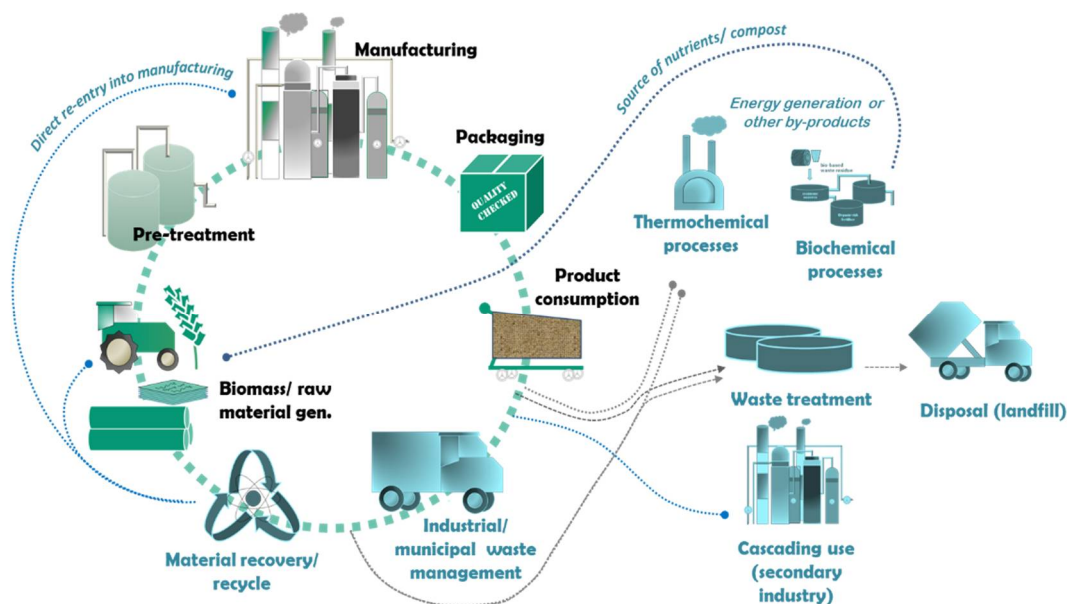 Manufacturing
Direct re-entry into manufacturing
Source of nutrients/ compost
Energy generation or
other by-products
Packaging
QUALITY
CHECKED
Pre-treatment
Thermochemical
processes
Biochemical
processes
Product
consumption
Biomass/ raw
material gen.
Waste treatment
Disposal (landfill)
Industrial/
municipal waste
management
Material recovery/
recycle
Cascading use
(secondary
industry)